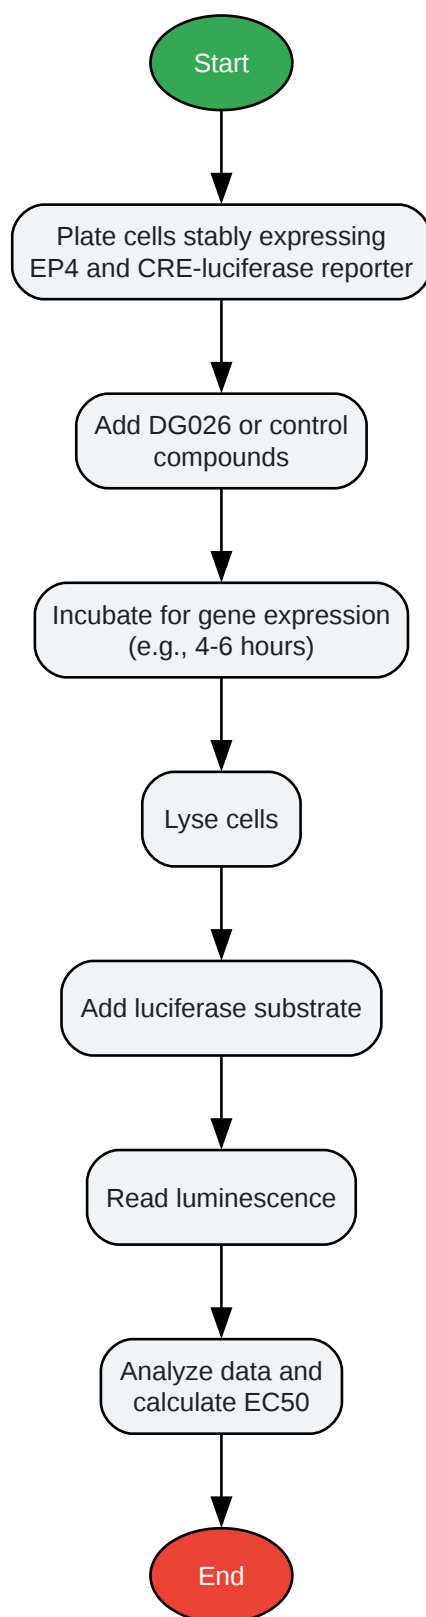 Start
Plate cells stably expressing
EP4 and CRE-luciferase reporter
Add DG026 or control
compounds
Incubate for gene expression
(e.g., 4-6 hours)
Lyse cells
Add luciferase substrate
Read luminescence
Analyze data and
calculate EC50
End